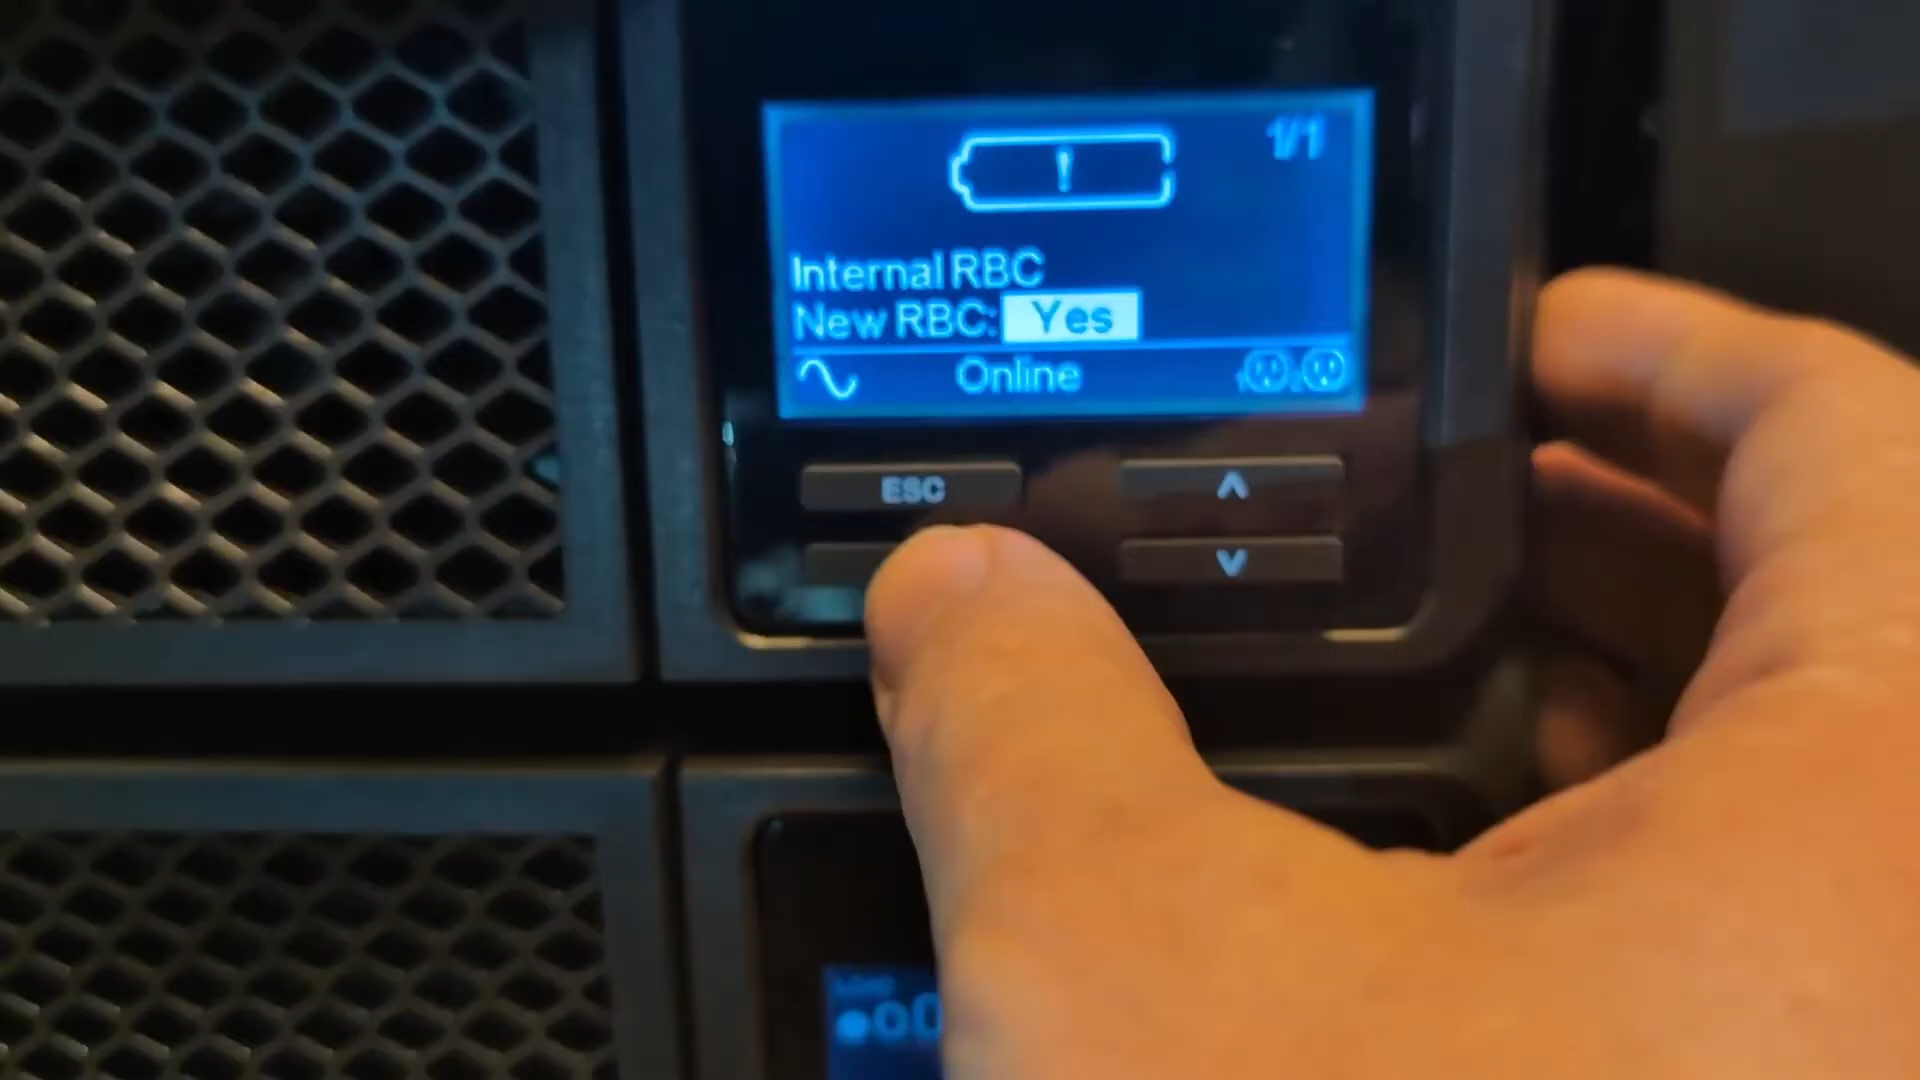 1/1
Internal RBC
New RBC: Yes
Online
ESC